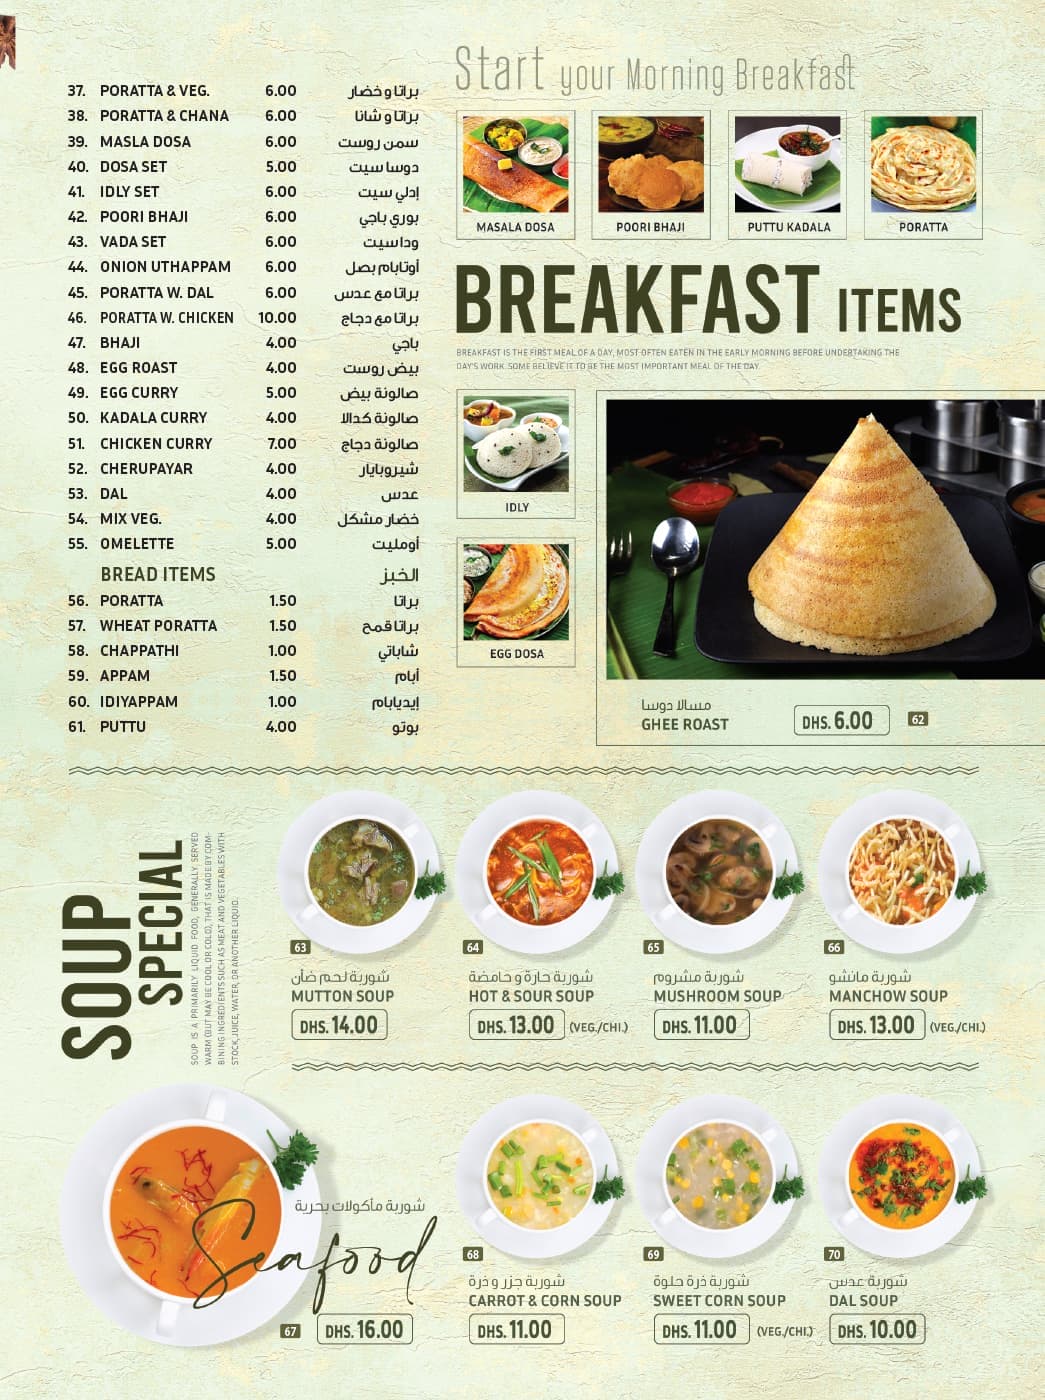 37. PORATTA & VEG. 6.00 براتا و خضار
38. PORATTA & CHANA 6.00 براتا و شانا
39. MASLA DOSA 6.00 سمن روست
40. DOSA SET 5.00 دوسا سيت
41. IDLY SET 6.00 إدلي سيت
42. POORI BHAJI 6.00 بوري باجي
43. VADA SET 6.00 وداسيت
44. ONION UTHAPPAM 6.00 أوتابام بصل
45. PORATTA W. DAL 6.00 براتا مع عدس
46. PORATTA W. CHICKEN 10.00 براتا مع دجاج
47. BHAJI 4.00 باجي
48. EGG ROAST 4.00 بيض روست
49. EGG CURRY 5.00 صالونة بيض
50. KADALA CURRY 4.00 صالونة كدالا
51. CHICKEN CURRY 7.00 صالونة دجاج
52. CHERUPAYAR 4.00 شيروبايار
53. DAL 4.00 عدس
54. MIX VEG. 4.00 خضار مشكل
55. OMELETTE 5.00 أومليت
BREAD ITEMS الخبز
56. PORATTA 1.50 براتا
57. WHEAT PORATTA 1.50 براتا قمح
58. CHAPPATHI 1.00 شاباتي
59. APPAM 1.50 أبام
60. IDIYAPPAM 1.00 إيديابام
61. PUTTU 4.00 بوتو
Start your Morning Breakfast
MASALA DOSA
POORI BHAJI
PUTTU KADALA
PORATTA
BREAKFAST ITEMS
BREAKFAST IS THE FIRST MEAL OF A DAY, MOST OFTEN EATEN IN THE EARLY MORNING BEFORE UNDERTAKING THE
DAY'S WORK. SOME BELIEVE IT TO BE THE MOST IMPORTANT MEAL OF THE DAY.
IDLY
EGG DOSA
مسالا دوسا
GHEE ROAST
DHS. 6.00
62
SOUP
SPECIAL
SOUP IS A PRIMARILY LIQUID FOOD, GENERALLY SERVED
WARM (BUT MAY BE COOL OR COLD), THAT IS MADE BY COM-
BINING INGREDIENTS SUCH AS MEAT AND VEGETABLES WITH
STOCK, JUICE, WATER, OR ANOTHER LIQUID.
63
شوربة لحم ضأن
MUTTON SOUP
DHS. 14.00
64
شوربة حارة و حامضة
HOT & SOUR SOUP
DHS. 13.00 (VEG./CHI.)
65
شوربة مشروم
MUSHROOM SOUP
DHS. 11.00
66
شوربة مانشو
MANCHOW SOUP
DHS. 13.00 (VEG./CHI.)
شوربة مأكولات بحرية
Seafood
67
DHS. 16.00
68
شوربة جزر و ذرة
CARROT & CORN SOUP
DHS. 11.00
69
شوربة ذرة حلوة
SWEET CORN SOUP
DHS. 11.00 (VEG./CHI.)
70
شوربة عدس
DAL SOUP
DHS. 10.00